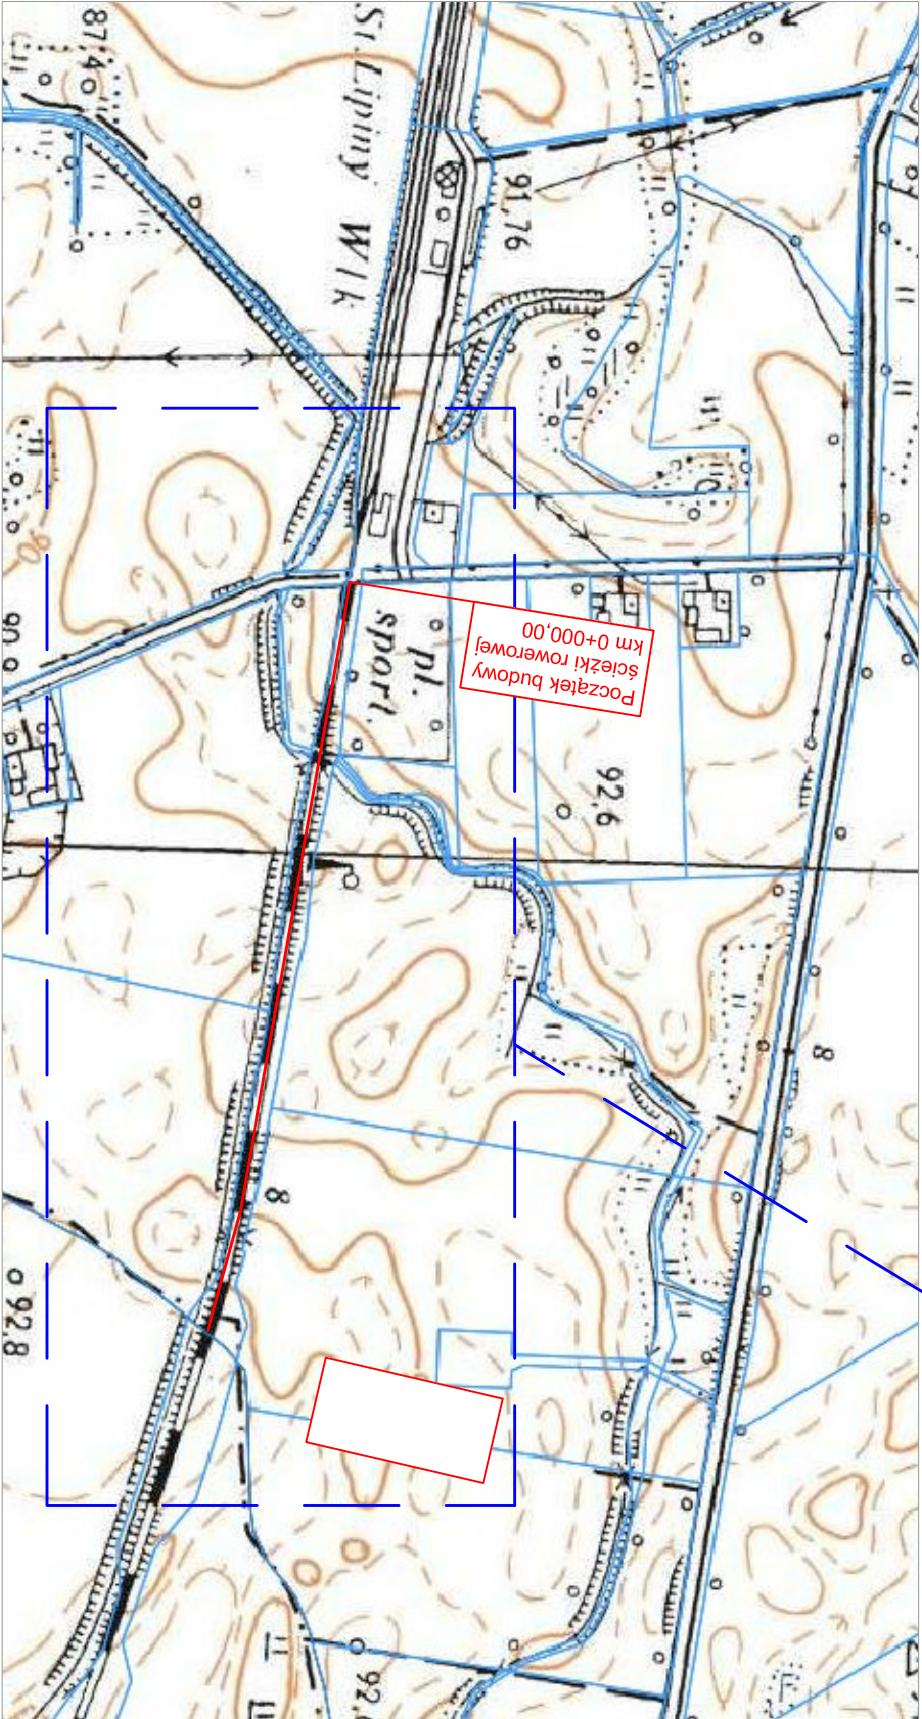 87,4
St. Lipiny Wlk
91,76
pl.
sport.
Początek budowy
ścieżki rowerowej
km 0+000,00
90
90
92,6
8
8
92.8
92,